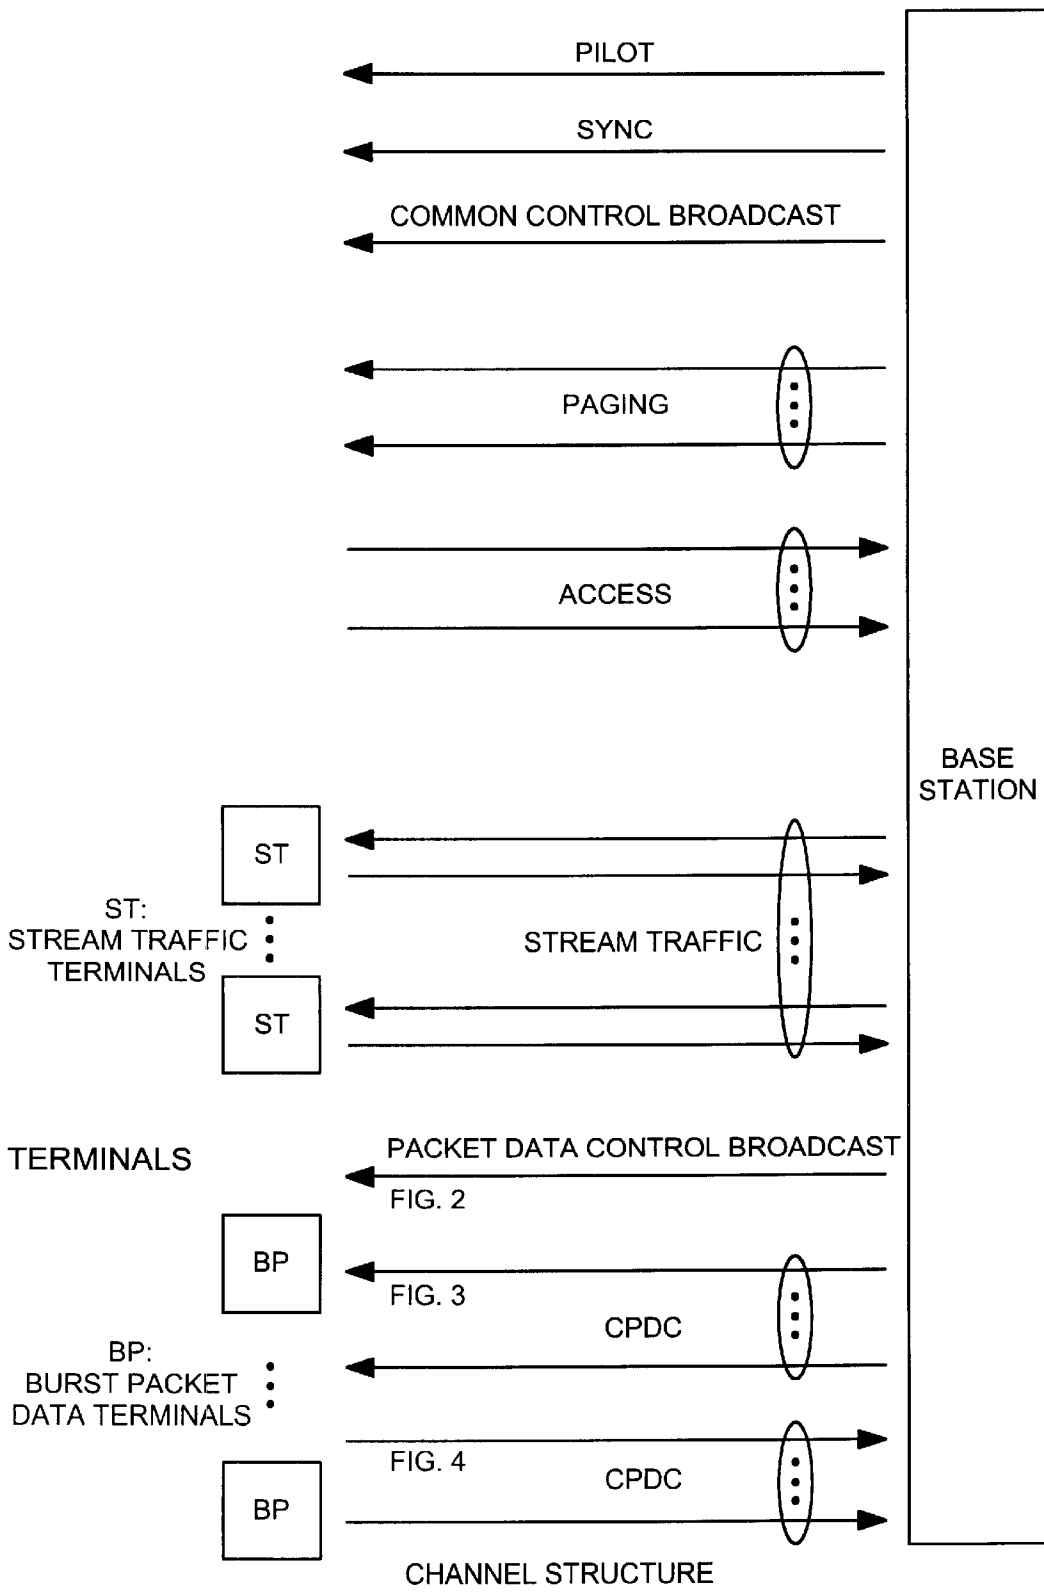 PILOT
SYNC
COMMON CONTROL BROADCAST
PAGING
ACCESS
BASE
STATION
ST
ST:
STREAM TRAFFIC
TERMINALS
STREAM TRAFFIC
ST
TERMINALS
PACKET DATA CONTROL BROADCAST
FIG. 2
BP
FIG. 3
CPDC
BP:
BURST PACKET
DATA TERMINALS
FIG. 4
CPDC
BP
CHANNEL STRUCTURE